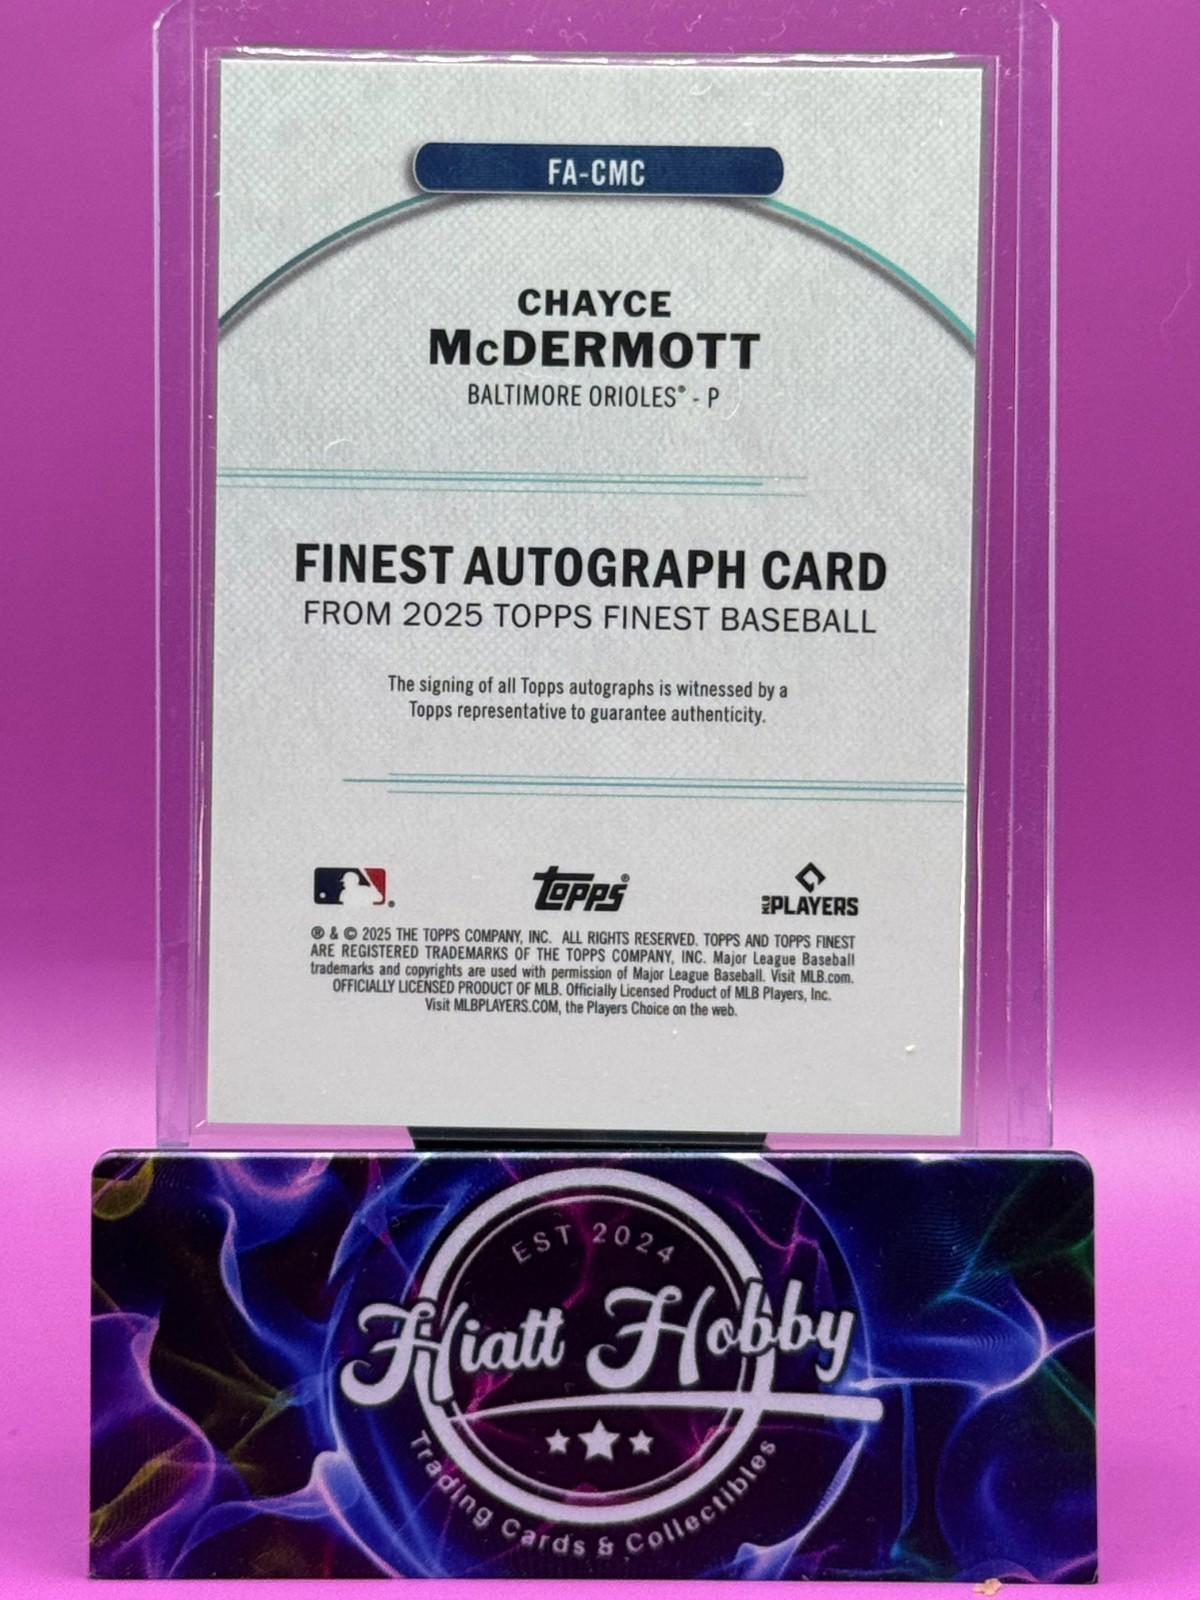 FA-CMC
CHAYCE
McDERMOTT
BALTIMORE ORIOLES® - P
FINEST AUTOGRAPH CARD
FROM 2025 TOPPS FINEST BASEBALL
The signing of all Topps autographs is witnessed by a
Topps representative to guarantee authenticity.
®
topps®
MLB PLAYERS
® & © 2025 THE TOPPS COMPANY, INC. ALL RIGHTS RESERVED. TOPPS AND TOPPS FINEST
ARE REGISTERED TRADEMARKS OF THE TOPPS COMPANY, INC. Major League Baseball
trademarks and copyrights are used with permission of Major League Baseball. Visit MLB.com.
OFFICIALLY LICENSED PRODUCT OF MLB. Officially Licensed Product of MLB Players, Inc.
Visit MLBPLAYERS.COM, the Players Choice on the web.
EST 2024
Hiatt Hobby
Trading Cards & Collectibles